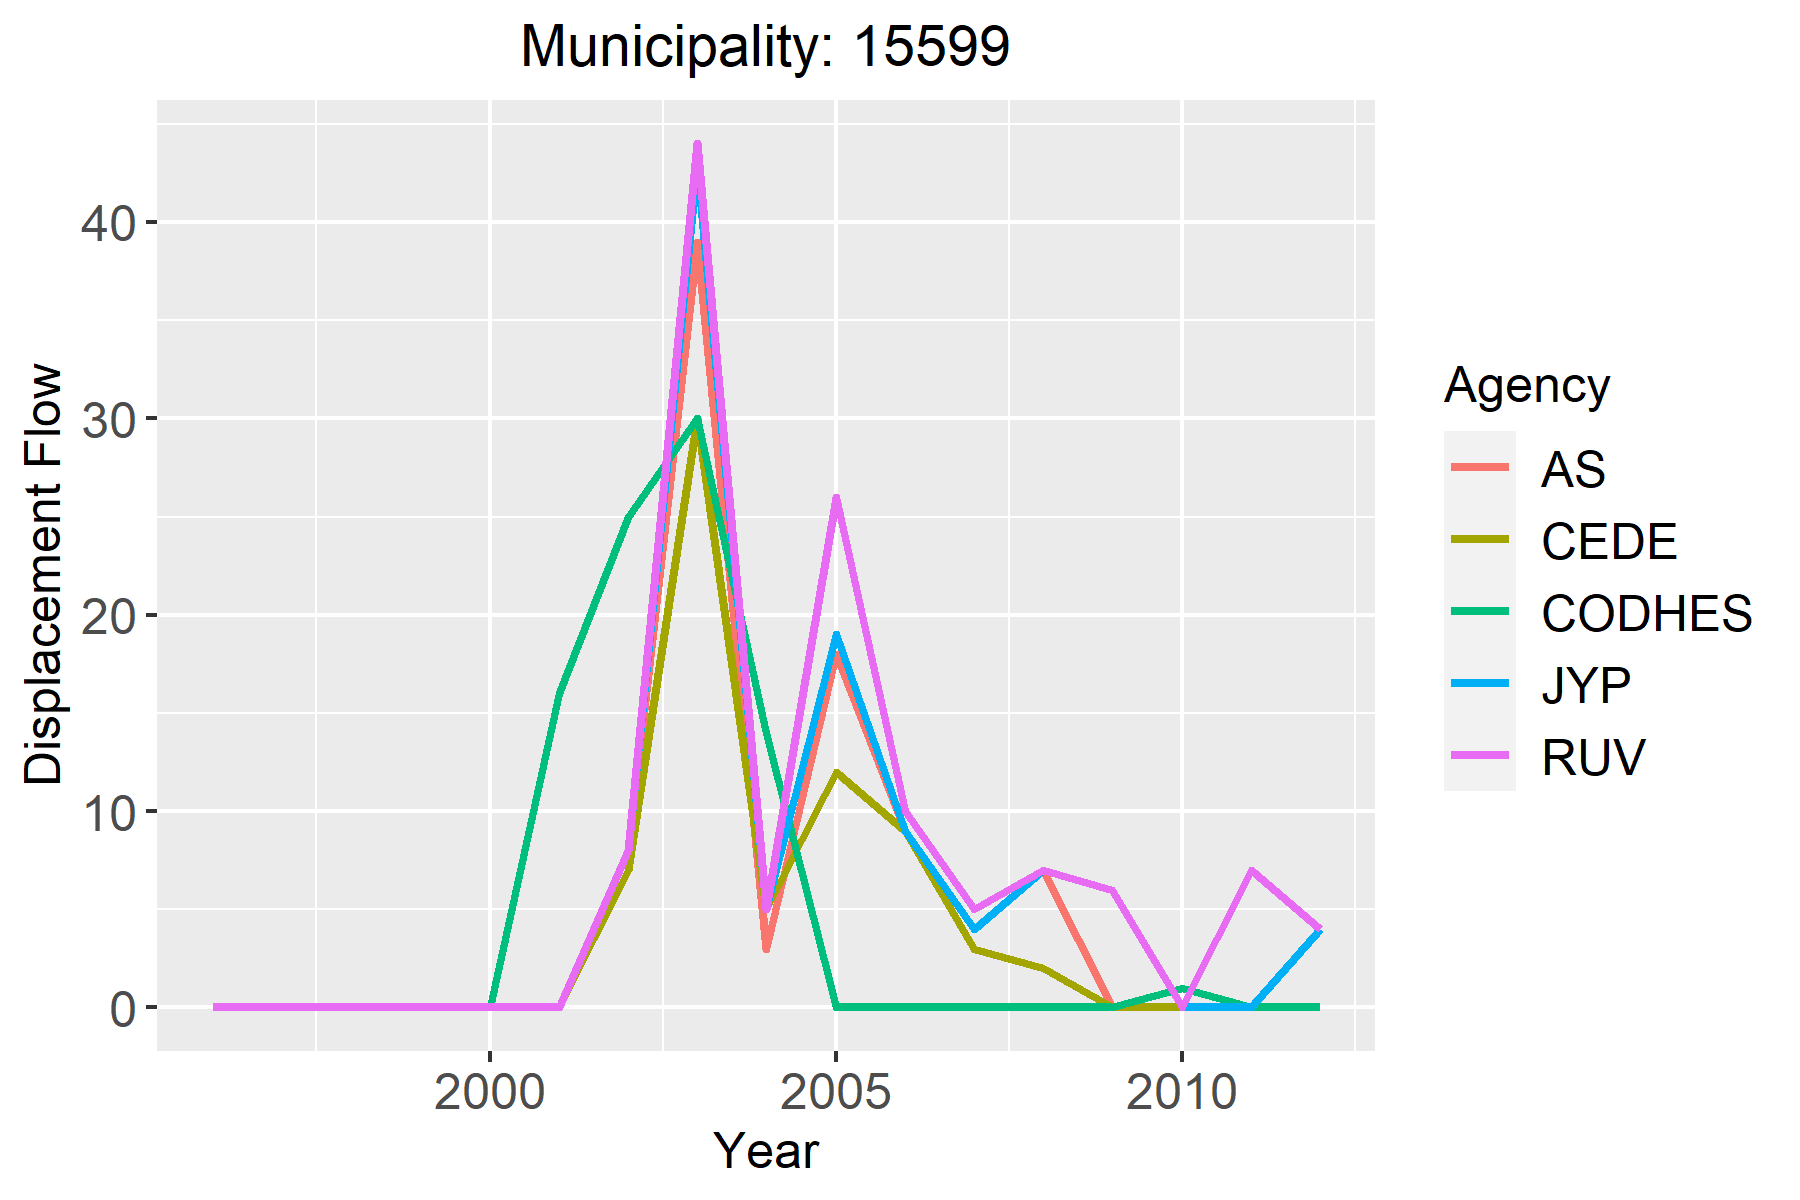 Municipality: 15599
Displacement Flow
40
30
20
10
0
2000
2005
2010
Year
Agency
AS
CEDE
CODHES
JYP
RUV